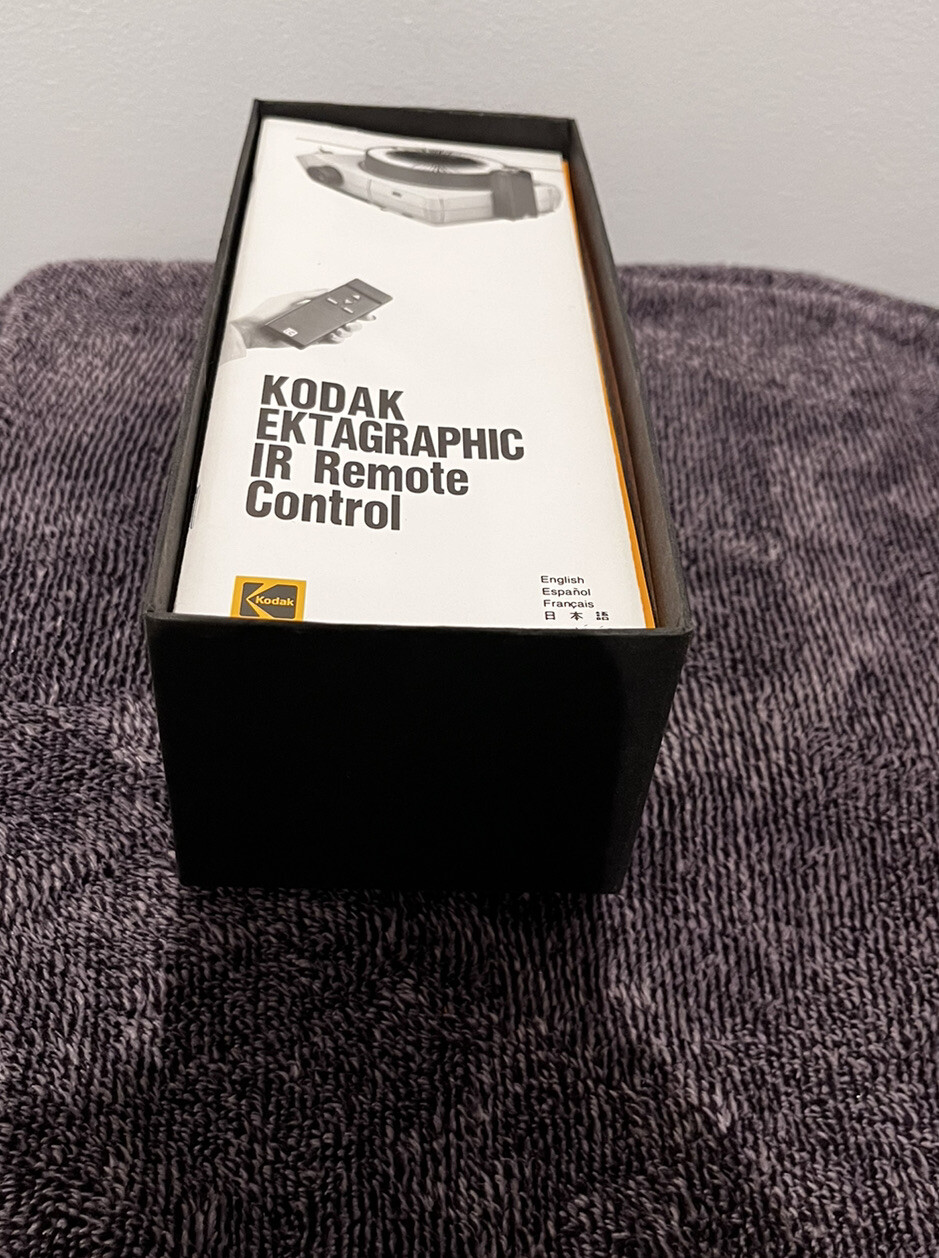 KODAK
EKTAGRAPHIC
IR Remote
Control
Kodak
English
Español
Français
日本語